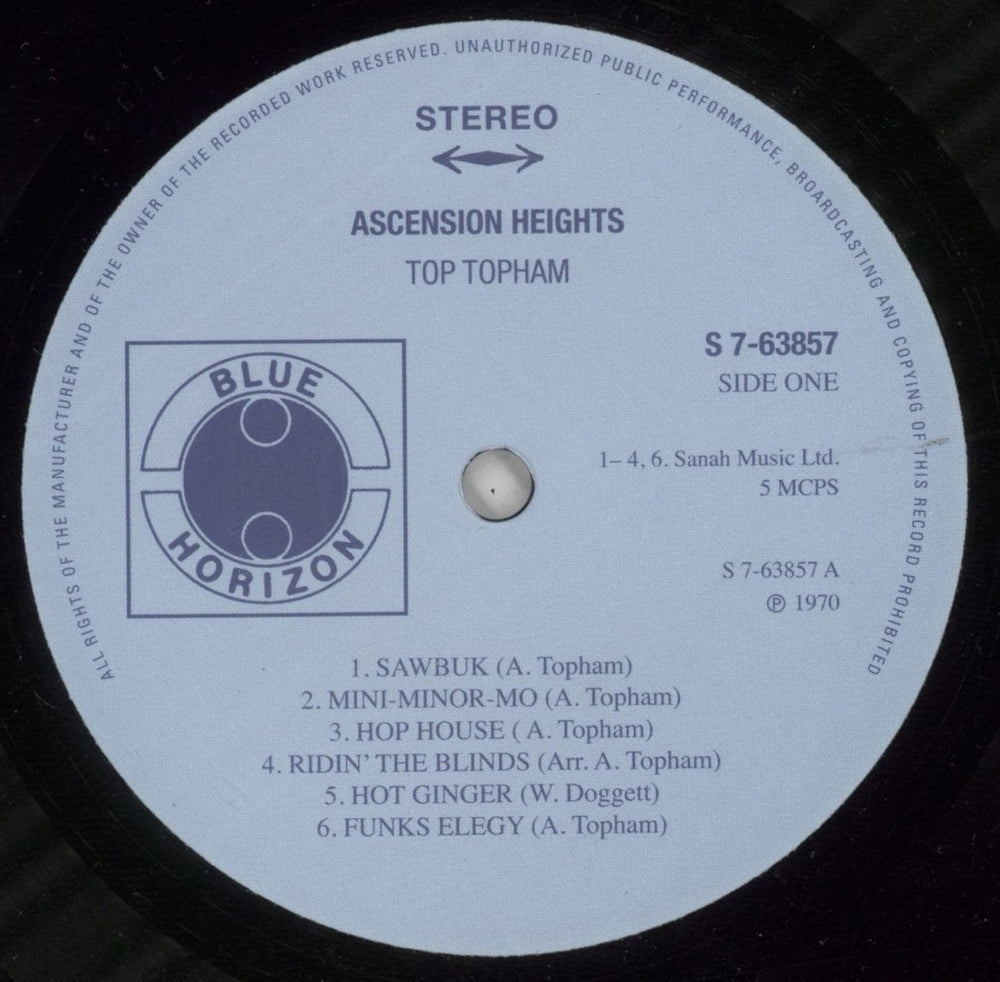 ALL RIGHTS OF THE MANUFACTURER AND OF THE OWNER OF THE RECORDED WORK RESERVED. UNAUTHORIZED PUBLIC PERFORMANCE, BROARDCASTING AND COPYING OF THIS RECORD PROHIBITED
STEREO
ASCENSION HEIGHTS
TOP TOPHAM
S 7-63857
SIDE ONE
BLUE
HORIZON
1– 4, 6. Sanah Music Ltd.
5 MCPS
S 7-63857 A
℗ 1970
1. SAWBUK (A. Topham)
2. MINI-MINOR-MO (A. Topham)
3. HOP HOUSE ( A. Topham)
4. RIDIN’ THE BLINDS (Arr. A. Topham)
5. HOT GINGER (W. Doggett)
6. FUNKS ELEGY (A. Topham)